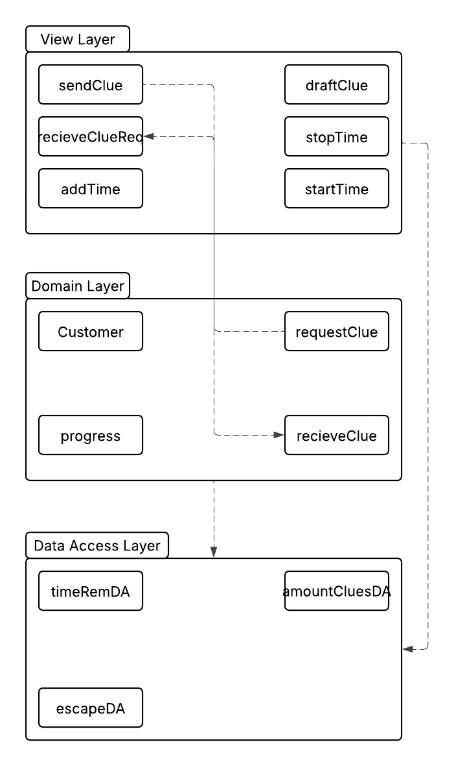 View Layer
sendClue
draftClue
recieveClueReq
stopTime
addTime
startTime
Domain Layer
Customer
requestClue
progress
recieveClue
Data Access Layer
timeRemDA
amountCluesDA
escapeDA